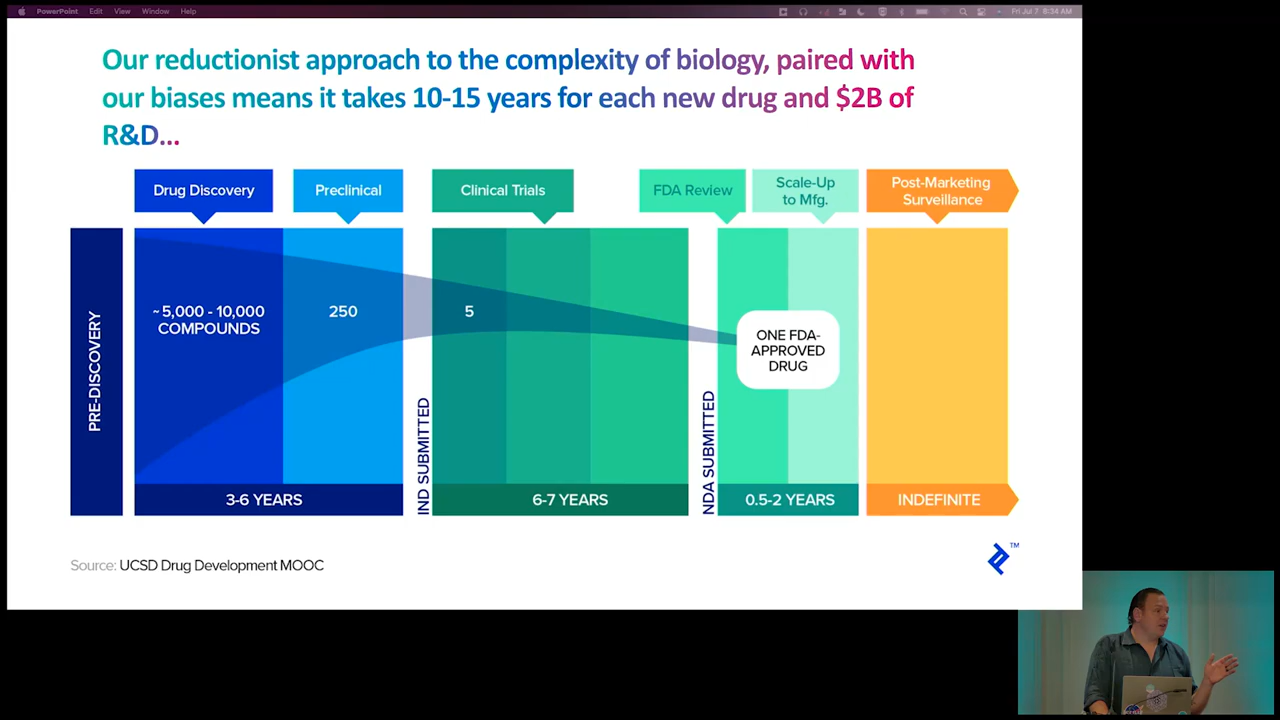 PowerPoint Edit View Window Help
Fri Jul 7 8:34 AM
Our reductionist approach to the complexity of biology, paired with
our biases means it takes 10-15 years for each new drug and $2B of
R&D...
Drug Discovery
Preclinical
Clinical Trials
FDA Review
Scale-Up
to Mfg.
Post-Marketing
Surveillance
PRE-DISCOVERY
~5,000 - 10,000
COMPOUNDS
250
5
ONE FDA-
APPROVED
DRUG
IND SUBMITTED
NDA SUBMITTED
3-6 YEARS
6-7 YEARS
0.5-2 YEARS
INDEFINITE
Source: UCSD Drug Development MOOC
TM